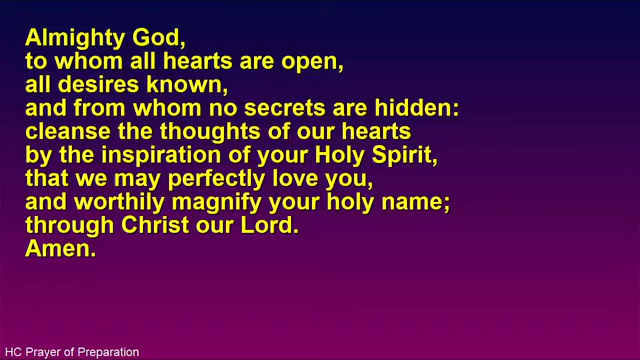 Almighty God,
to whom all hearts are open,
all desires known,
and from whom no secrets are hidden:
cleanse the thoughts of our hearts
by the inspiration of your Holy Spirit,
that we may perfectly love you,
and worthily magnify your holy name;
through Christ our Lord.
Amen.
HC Prayer of Preparation